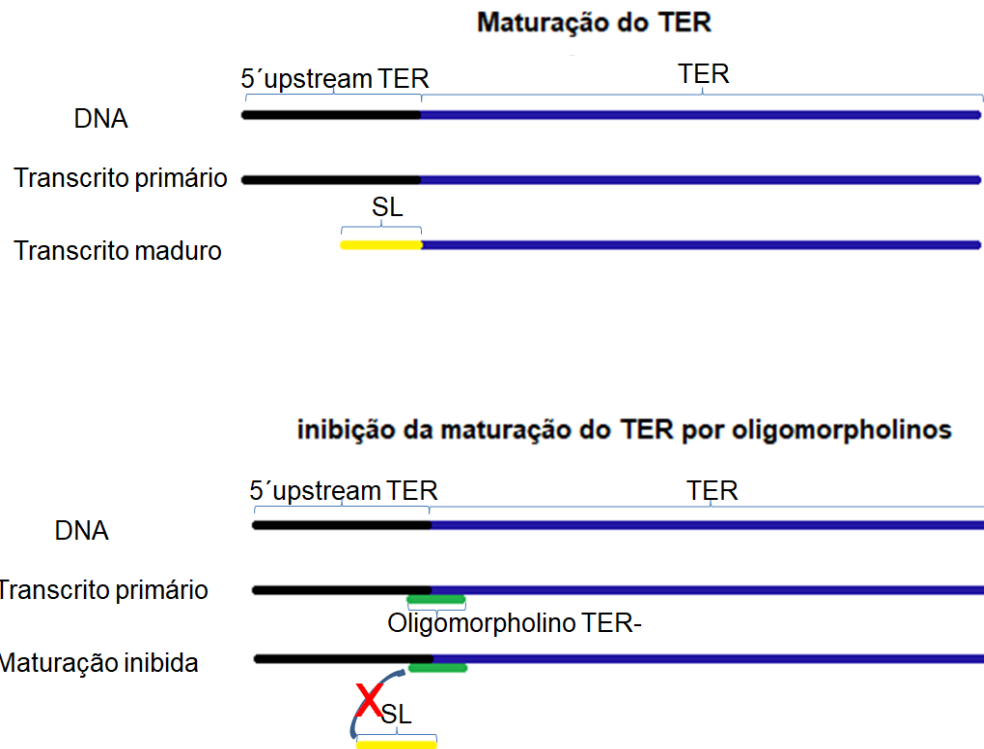 Maturação do TER
5´upstream TER
TER
DNA
Transcrito primário
SL
Transcrito maduro
inibição da maturação do TER por oligomorpholinos
5´upstream TER
TER
DNA
Transcrito primário
Oligomorpholino TER-
Maturação inibida
X
SL